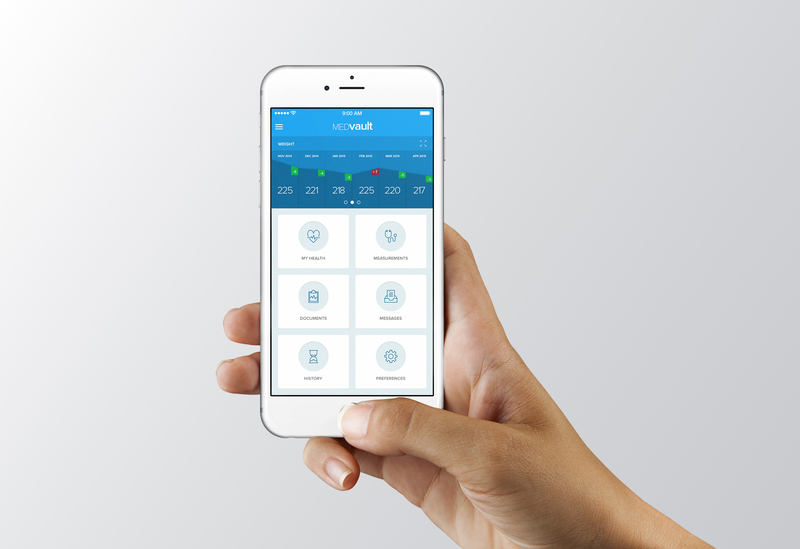 9:00 AM
MEDvault
WEIGHT
NOV 2014 DEC 2014 JAN 2015 FEB 2015 MAR 2015 APR 2015
225 221 218 225 220 217
MY HEALTH MEASUREMENTS
DOCUMENTS MESSAGES
HISTORY PREFERENCES